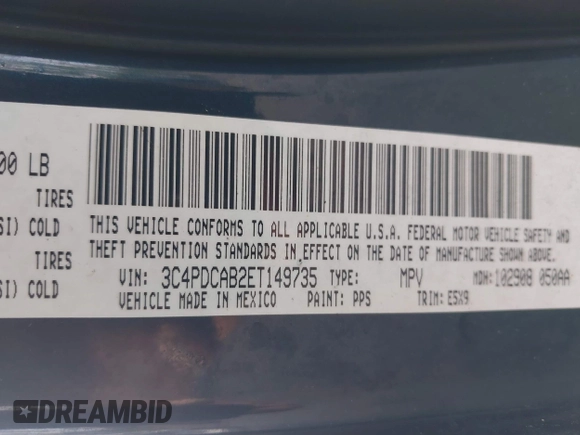 00 LB
TIRES
SI) COLD
TIRES
SI) COLD
THIS VEHICLE CONFORMS TO ALL APPLICABLE U.S.A. FEDERAL MOTOR VEHICLE SAFETY AND
THEFT PREVENTION STANDARDS IN EFFECT ON THE DATE OF MANUFACTURE SHOWN ABOVE.
VIN: 3C4PDCAB2ET149735 TYPE: MPV MDH: 102908 050AA
VEHICLE MADE IN MEXICO PAINT: PPS TRIM: E5X9
DREAMBID